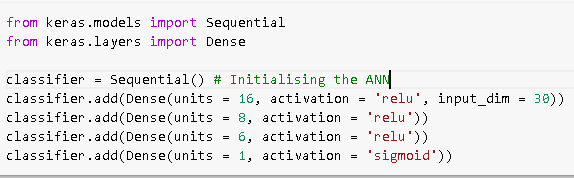 from keras.models import Sequential
from keras.layers import Dense
classifier = Sequential() # Initialising the ANN
classifier.add(Dense(units = 16, activation = 'relu', input_dim = 30))
classifier.add(Dense(units = 8, activation = 'relu'))
classifier.add(Dense(units = 6, activation = 'relu'))
classifier.add(Dense(units = 1, activation = 'sigmoid'))